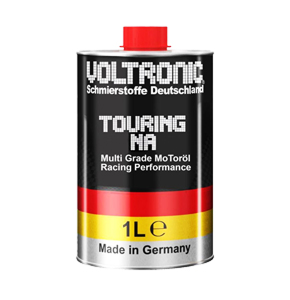 VOLTRONIC
Schmierstoffe Deutschland
TOURING
NA
Multi Grade MoToröl
Racing Performance
1L ℮
Made in Germany